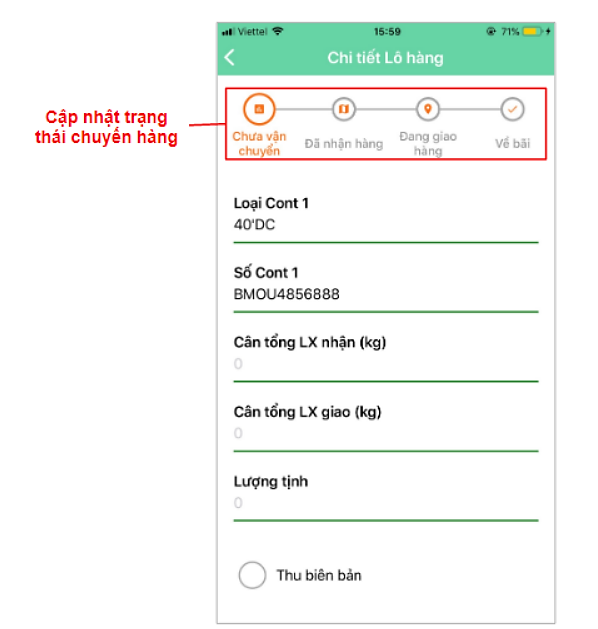 Viettel 15:59 71%
Chi tiết Lô hàng
Cập nhật trạng
thái chuyến hàng
Chưa vận
chuyển
Đã nhận hàng
Đang giao
hàng
Về bãi
Loại Cont 1
40'DC
Số Cont 1
BMOU4856888
Cân tổng LX nhận (kg)
0
Cân tổng LX giao (kg)
0
Lượng tịnh
0
Thu biên bản